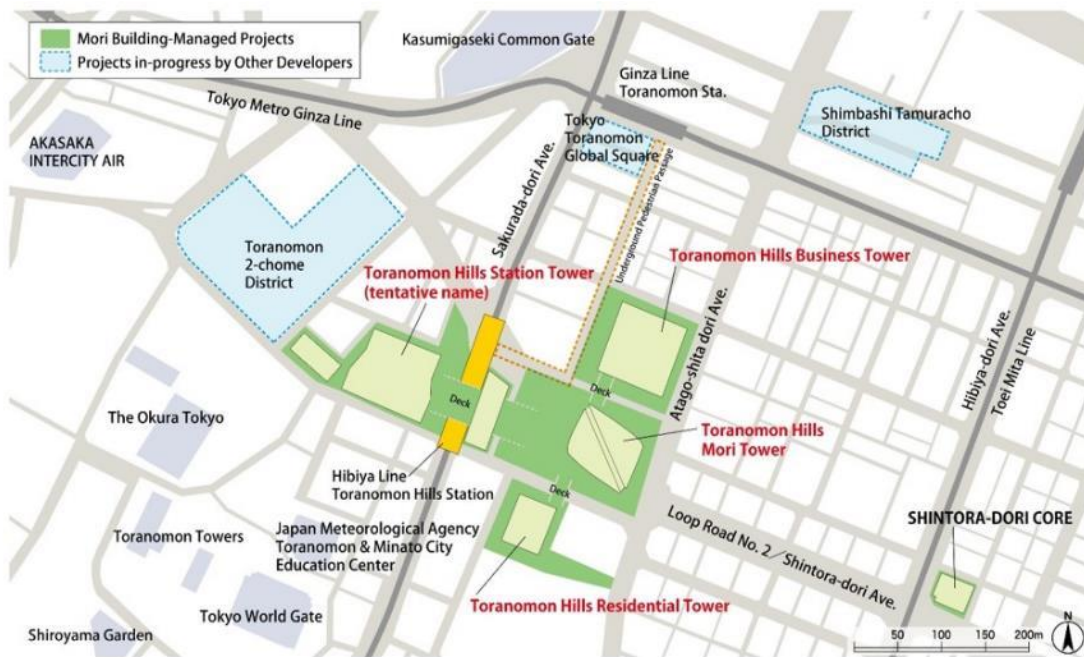 Mori Building-Managed Projects
Projects in-progress by Other Developers
Kasumigaseki Common Gate
Ginza Line
Toranomon Sta.
Tokyo Metro Ginza Line
Tokyo
Toranomon
Global Square
Shimbashi Tamuracho
District
AKASAKA
INTERCITY AIR
Sakurada-dori Ave.
Underground Pedestrian Passage
Toranomon
2-chome
District
Toranomon Hills Station Tower
(tentative name)
Toranomon Hills Business Tower
Atago-shita dori Ave.
Hibiya-dori Ave.
Toei Mita Line
Deck
Deck
The Okura Tokyo
Toranomon Hills
Mori Tower
Hibiya Line
Toranomon Hills Station
Deck
Toranomon Towers
Japan Meteorological Agency
Toranomon & Minato City
Education Center
Loop Road No. 2/Shintora-dori Ave.
SHINTORA-DORI CORE
Toranomon Hills Residential Tower
Tokyo World Gate
Shiroyama Garden
N
50 100 150 200m